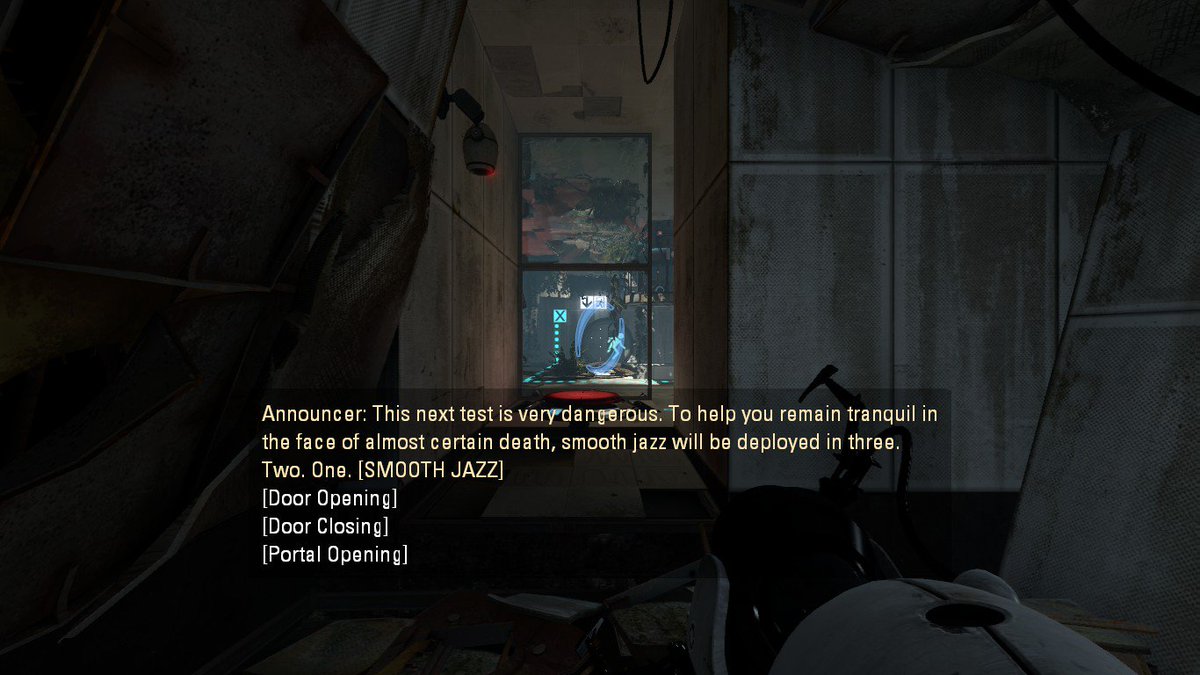 Announcer: This next test is very dangerous. To help you remain tranquil in
the face of almost certain death, smooth jazz will be deployed in three.
Two. One. [SMOOTH JAZZ]
[Door Opening]
[Door Closing]
[Portal Opening]